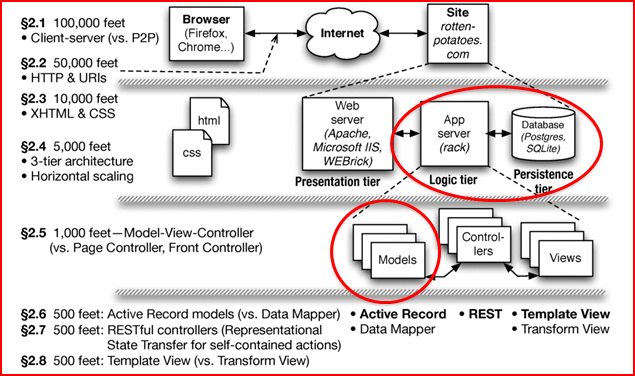 §2.1 100,000 feet
• Client-server (vs. P2P)
§2.2 50,000 feet
• HTTP & URIs
§2.3 10,000 feet
• XHTML & CSS
§2.4 5,000 feet
• 3-tier architecture
• Horizontal scaling
Browser
(Firefox,
Chrome...)
Internet
Site
rotten-
potatoes.
com
html
css
Web
server
(Apache,
Microsoft IIS,
WEBrick)
Presentation tier
App
server
(rack)
Logic tier
Database
(Postgres,
SQLite)
Persistence
tier
§2.5 1,000 feet—Model-View-Controller
(vs. Page Controller, Front Controller)
Models
Control-
lers
Views
§2.6 500 feet: Active Record models (vs. Data Mapper)
§2.7 500 feet: RESTful controllers (Representational
State Transfer for self-contained actions)
§2.8 500 feet: Template View (vs. Transform View)
• Active Record
• Data Mapper
• REST
• Template View
• Transform View